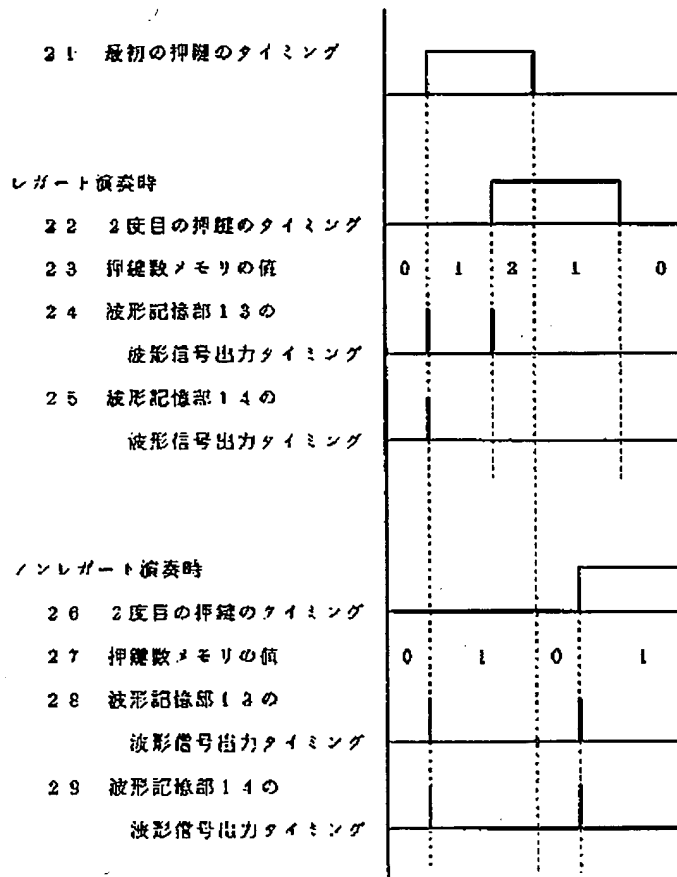 21 最初の押鍵のタイミング
レガート演奏時
22 2度目の押鍵のタイミング
23 押鍵数メモリの値 0 1 2 1 0
24 波形記憶部13の
波形信号出力タイミング
25 波形記憶部14の
波形信号出力タイミング
ノンレガート演奏時
26 2度目の押鍵のタイミング
27 押鍵数メモリの値 0 1 0 1
28 波形記憶部13の
波形信号出力タイミング
29 波形記憶部14の
波形信号出力タイミング